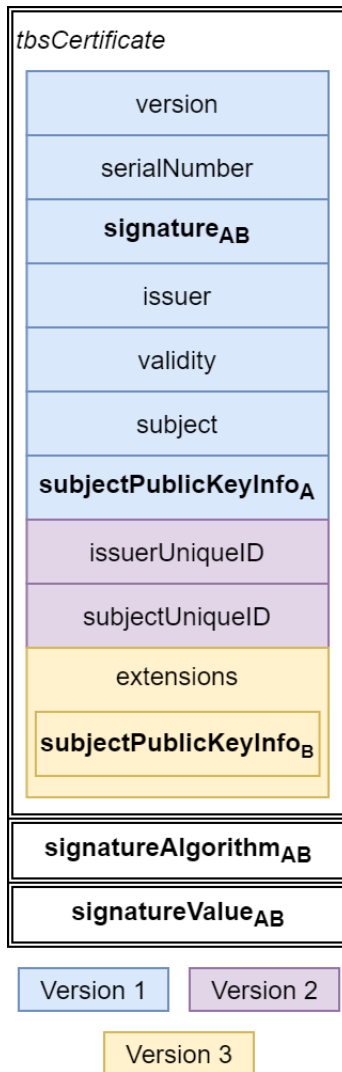 tbsCertificate
version
serialNumber
signatureAB
issuer
validity
subject
subjectPublicKeyInfoA
issuerUniqueID
subjectUniqueID
extensions
subjectPublicKeyInfoB
signatureAlgorithmAB
signatureValueAB
Version 1 Version 2
Version 3